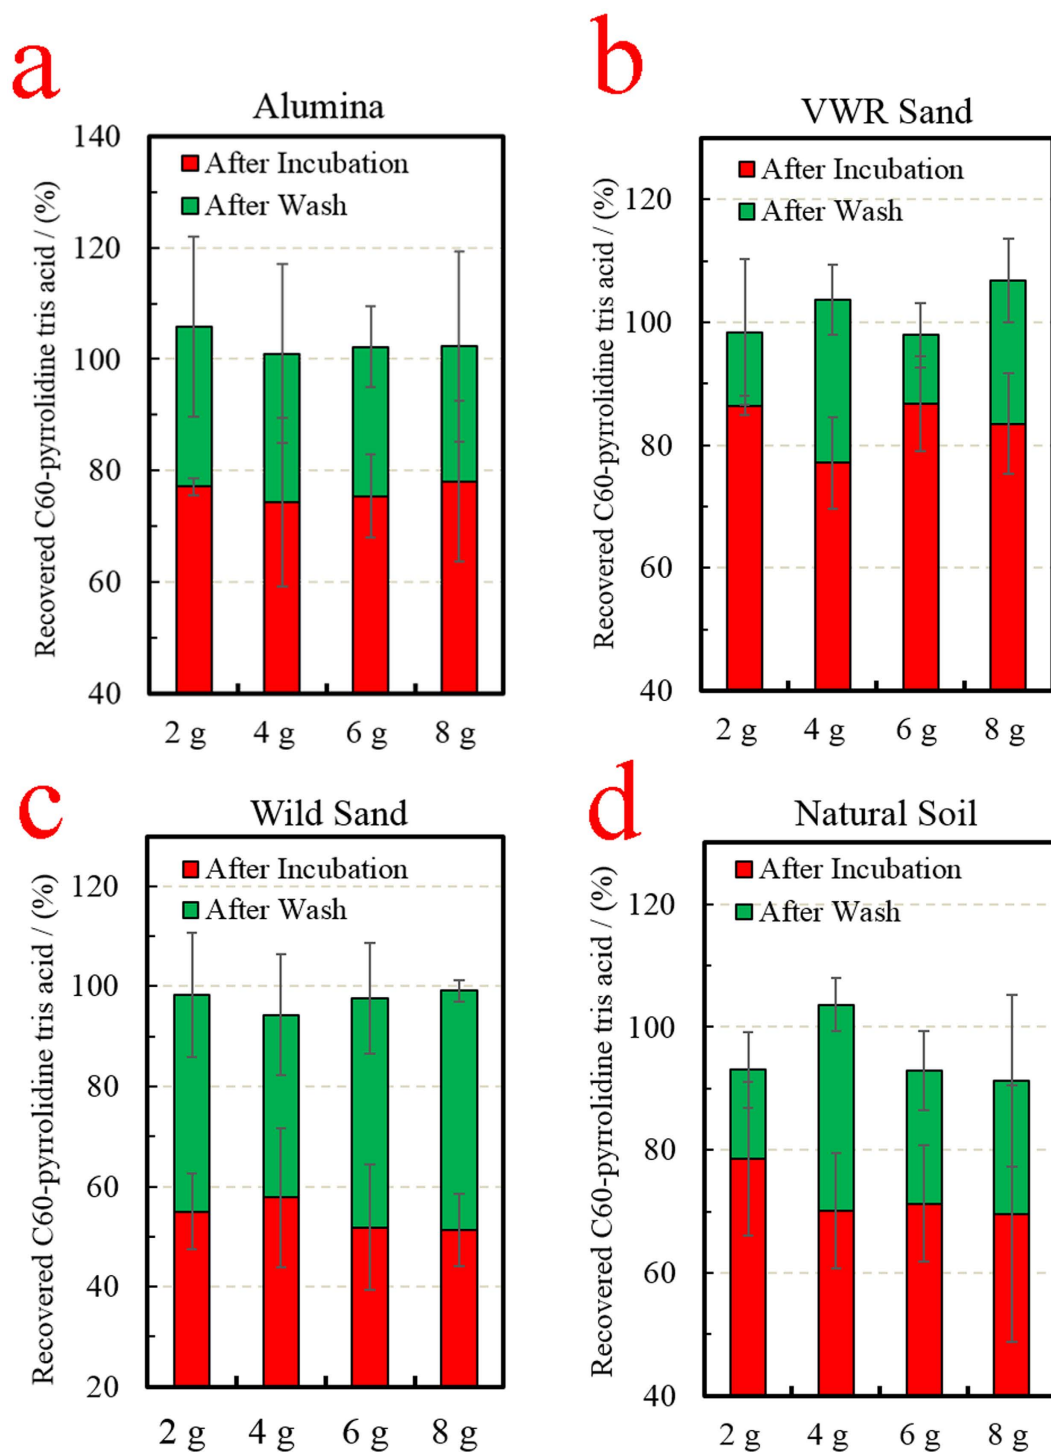 a
Alumina
Recovered C60-pyrrolidine tris acid / (%)
140
120
100
80
60
40
After Incubation
After Wash
2 g 4 g 6 g 8 g
b
VWR Sand
Recovered C60-pyrrolidine tris acid / (%)
120
100
80
60
40
After Incubation
After Wash
2 g 4 g 6 g 8 g
c
Wild Sand
Recovered C60-pyrrolidine tris acid / (%)
120
100
80
60
40
20
After Incubation
After Wash
2 g 4 g 6 g 8 g
d
Natural Soil
Recovered C60-pyrrolidine tris acid / (%)
120
100
80
60
40
After Incubation
After Wash
2 g 4 g 6 g 8 g